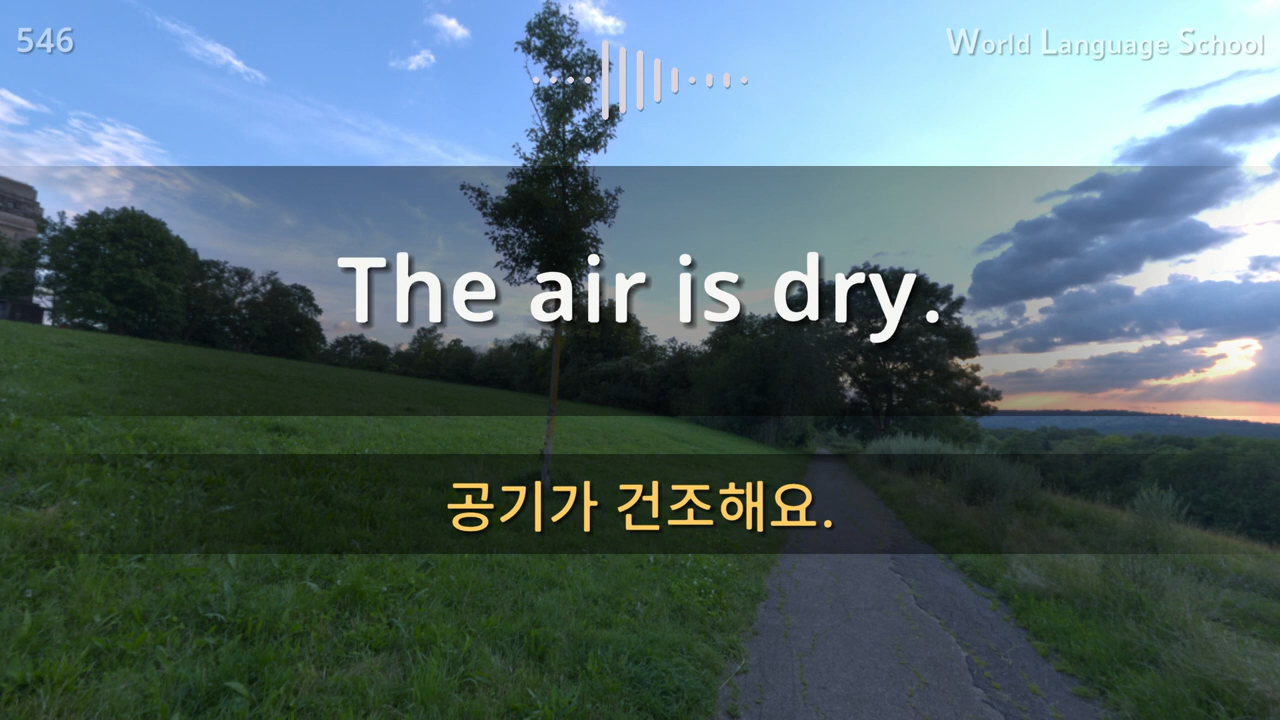 546
World Language School
The air is dry.
공기가 건조해요.